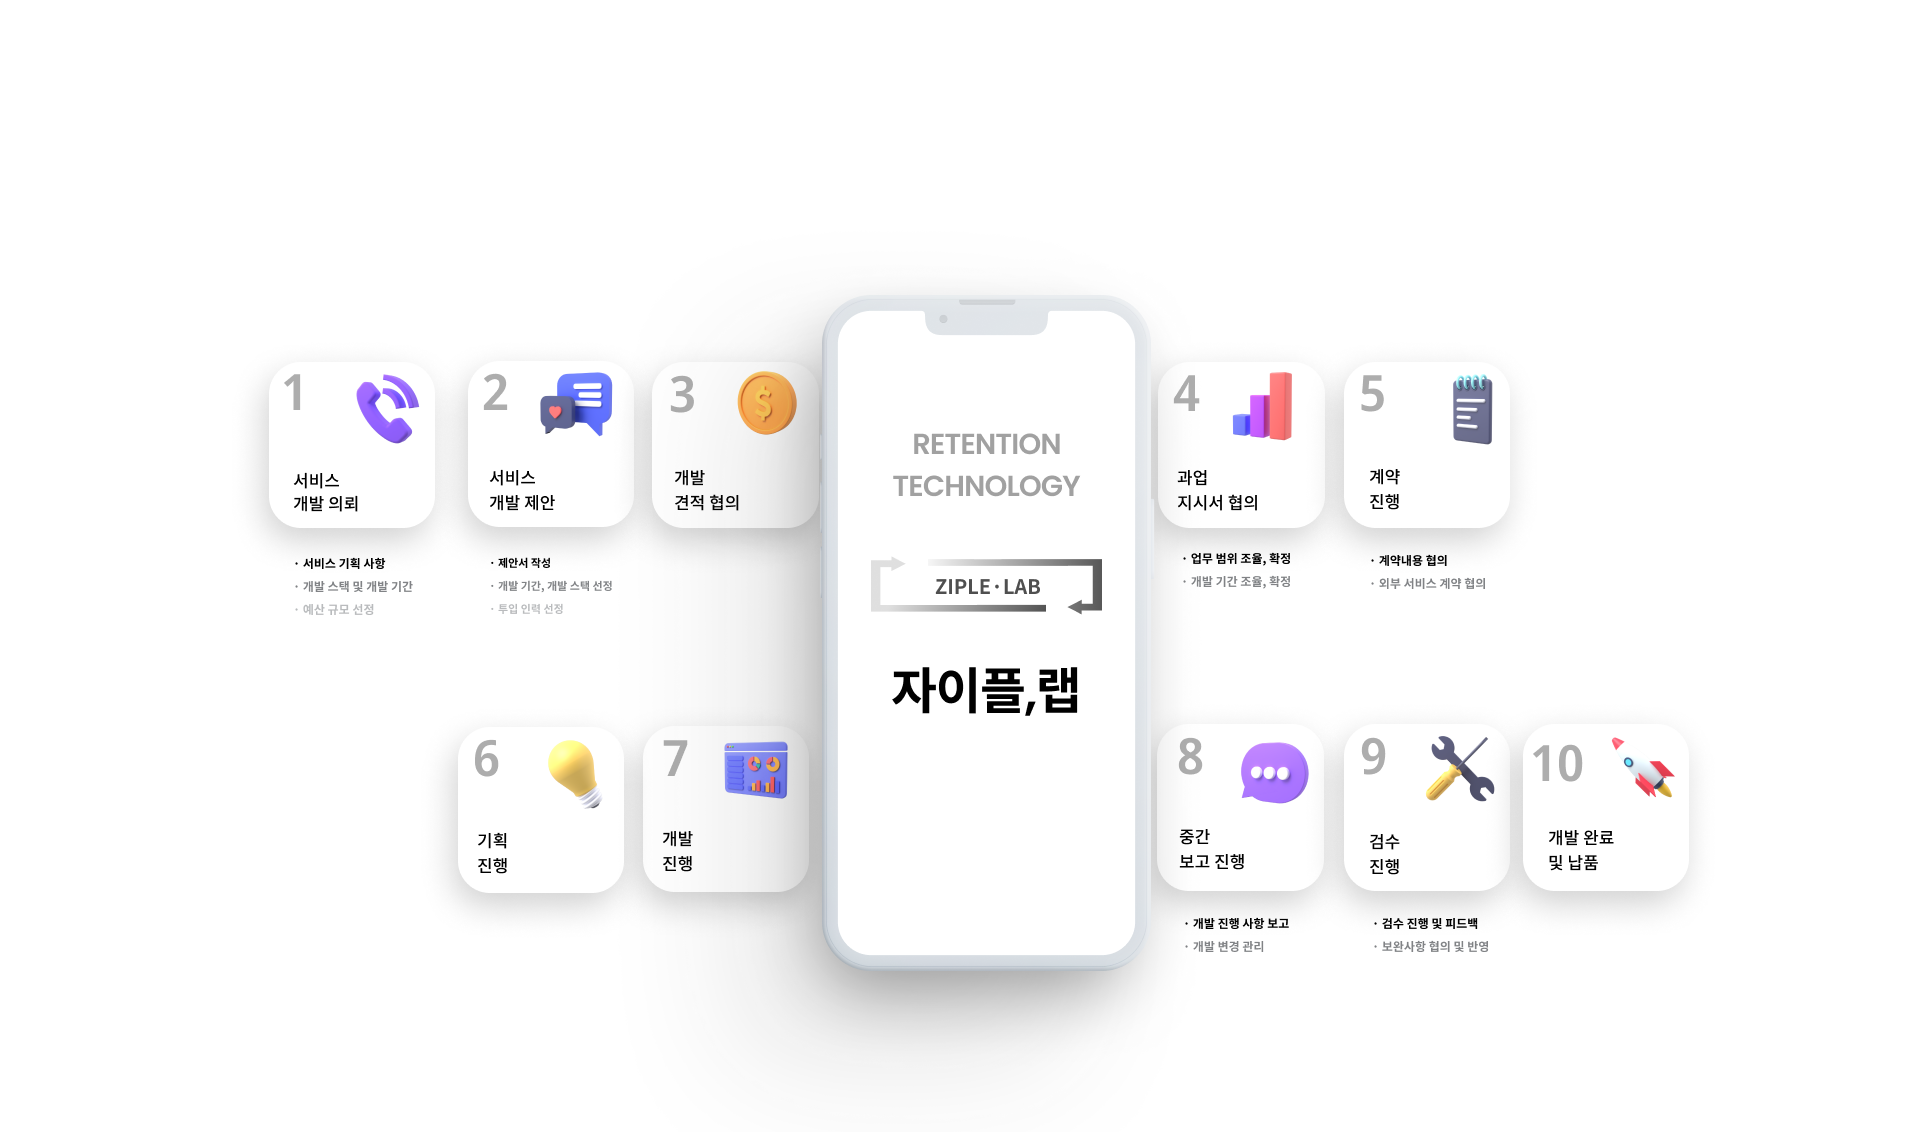 1
서비스
개발 의뢰
· 서비스 기획 사항
· 개발 스택 및 개발 기간
· 예산 규모 선정
2
서비스
개발 제안
· 제안서 작성
· 개발 기간, 개발 스택 선정
· 투입 인력 선정
3
개발
견적 협의
RETENTION
TECHNOLOGY
ZIPLE·LAB
자이플,랩
4
과업
지시서 협의
· 업무 범위 조율, 확정
· 개발 기간 조율, 확정
5
계약
진행
· 계약내용 협의
· 외부 서비스 계약 협의
6
기획
진행
7
개발
진행
8
중간
보고 진행
· 개발 진행 사항 보고
· 개발 변경 관리
9
검수
진행
· 검수 진행 및 피드백
· 보완사항 협의 및 반영
10
개발 완료
및 납품